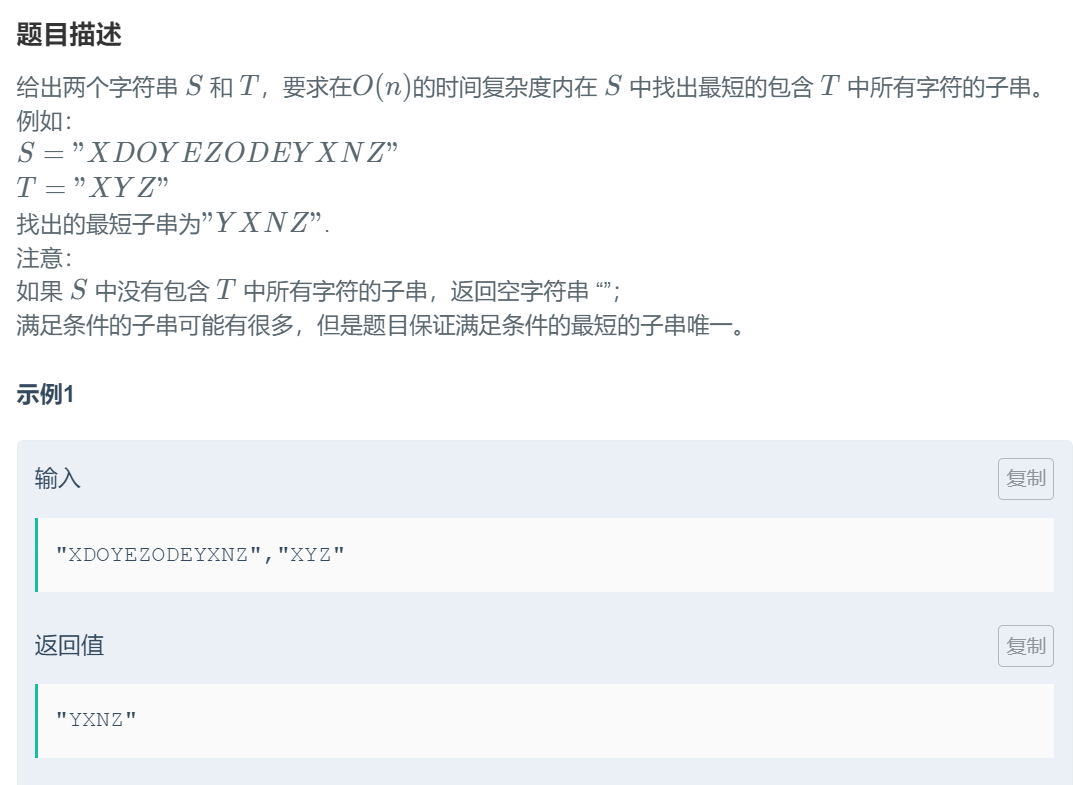 题目描述
给出两个字符串 S 和 T，要求在O(n)的时间复杂度内在 S 中找出最短的包含 T 中所有字符的子串。
例如：
S = ”XDOYEZODEYXNZ”
T = ”XYZ”
找出的最短子串为”YXNZ”.
注意：
如果 S 中没有包含 T 中所有字符的子串，返回空字符串 “”；
满足条件的子串可能有很多，但是题目保证满足条件的最短的子串唯一。
示例1
输入
复制
"XDOYEZODEYXNZ","XYZ"
返回值
复制
"YXNZ"